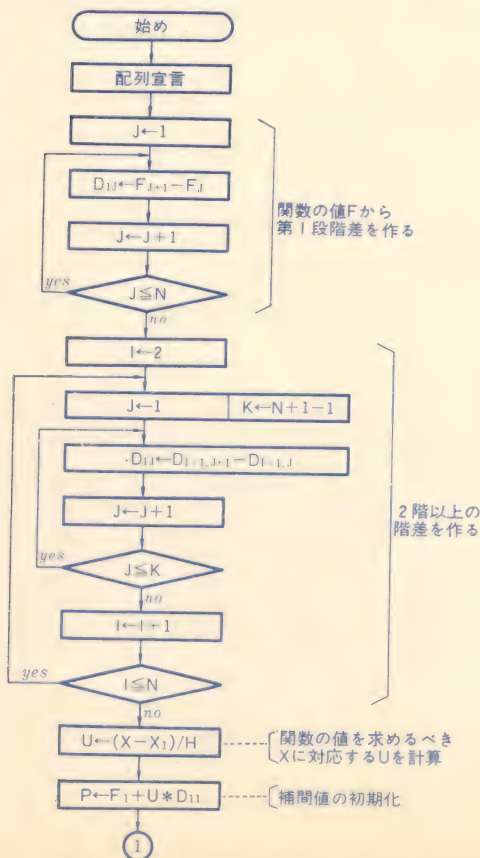 始め
配列宣言
J←1
D1J←FJ+1−FJ
関数の値Fから
第1段階差を作る
J←J+1
yes
J≦N
no
I←2
J←1 K←N+1−1
D1J←D1−1,J+1−D1−1,J
2階以上の
階差を作る
J←J+1
yes
J≦K
no
I←I+1
yes
I≦N
no
U←(X−X1)/H
関数の値を求めるべき
Xに対応するUを計算
P←F1+U*D11
補間値の初期化
1